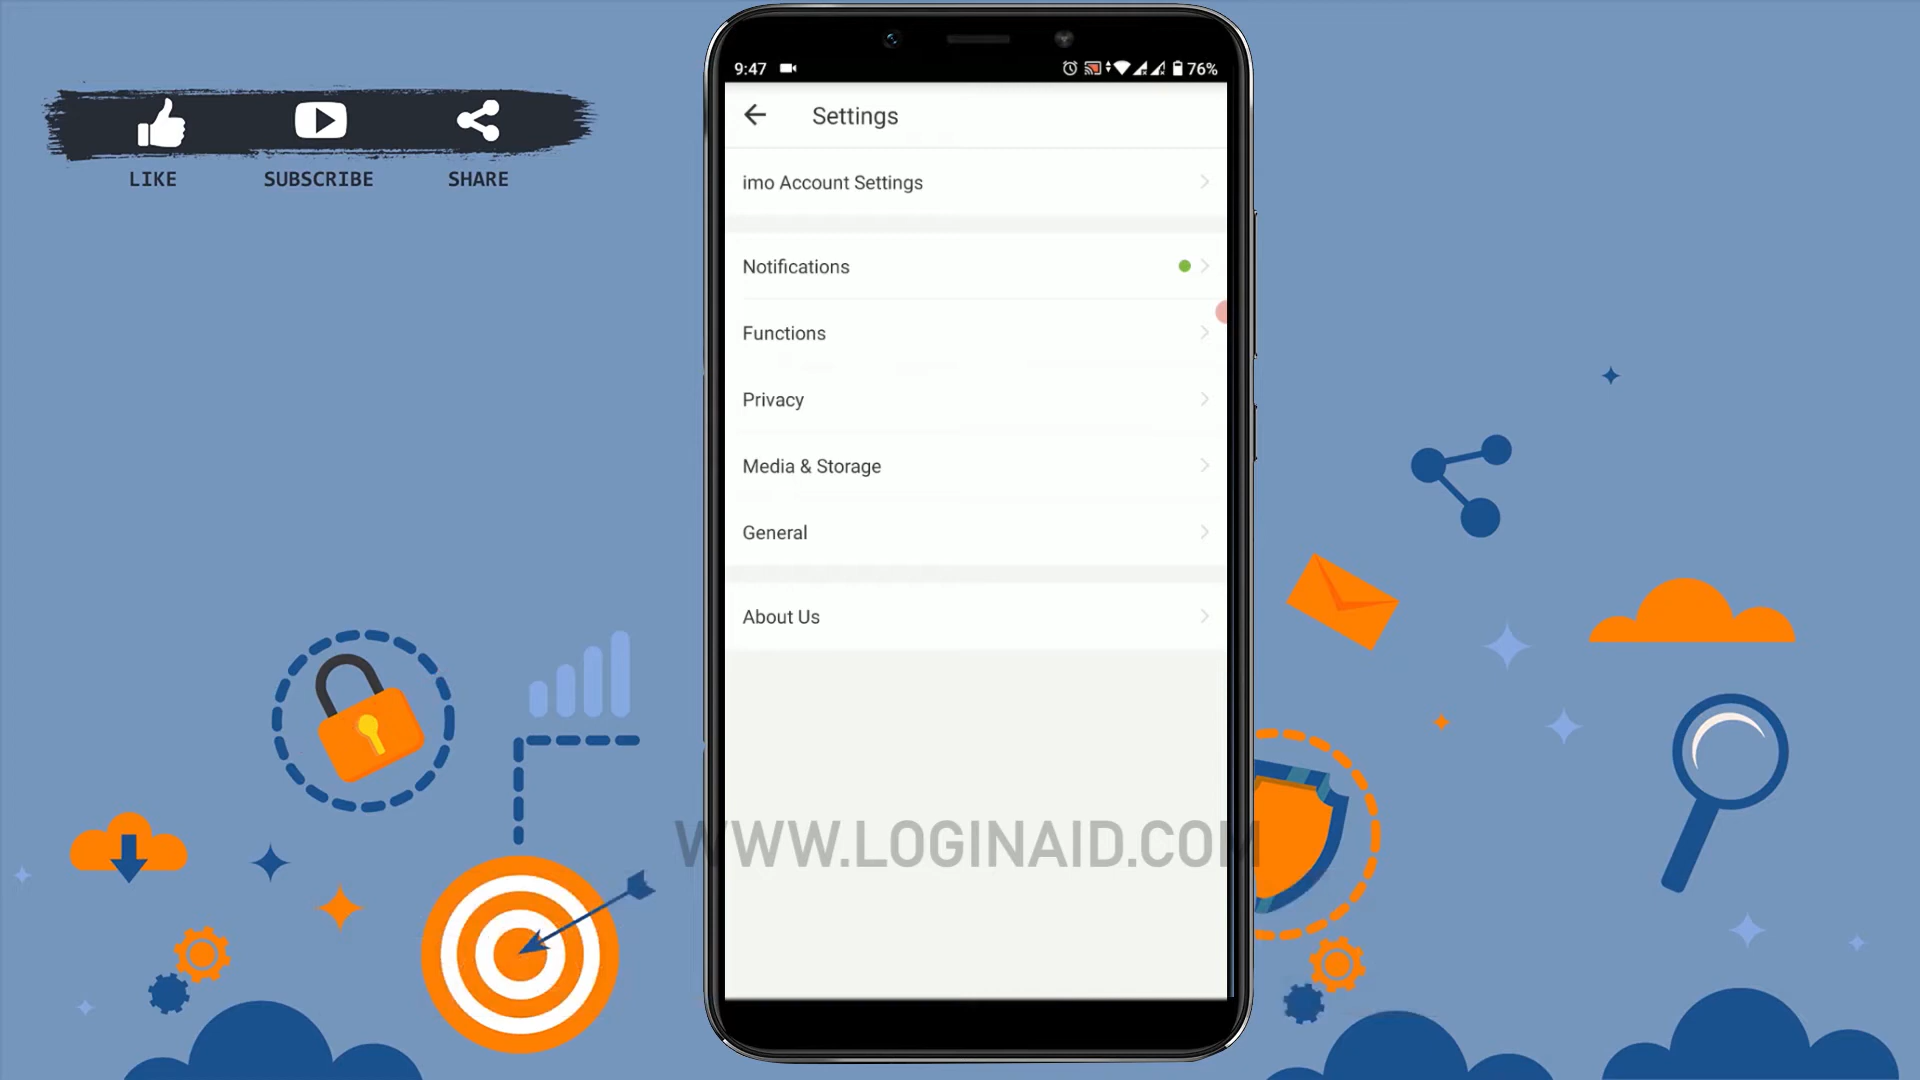 LIKE
SUBSCRIBE
SHARE
9:47
76%
Settings
imo Account Settings
Notifications
Functions
Privacy
Media & Storage
General
About Us
WWW.LOGINAID.COM